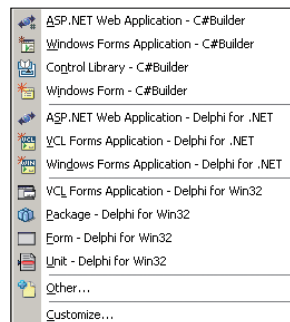 ASP.NET Web Application - C#Builder
Windows Forms Application - C#Builder
Control Library - C#Builder
Windows Form - C#Builder
ASP.NET Web Application - Delphi for .NET
VCL Forms Application - Delphi for .NET
Windows Forms Application - Delphi for .NET
VCL Forms Application - Delphi for Win32
Package - Delphi for Win32
Form - Delphi for Win32
Unit - Delphi for Win32
Other...
Customize...